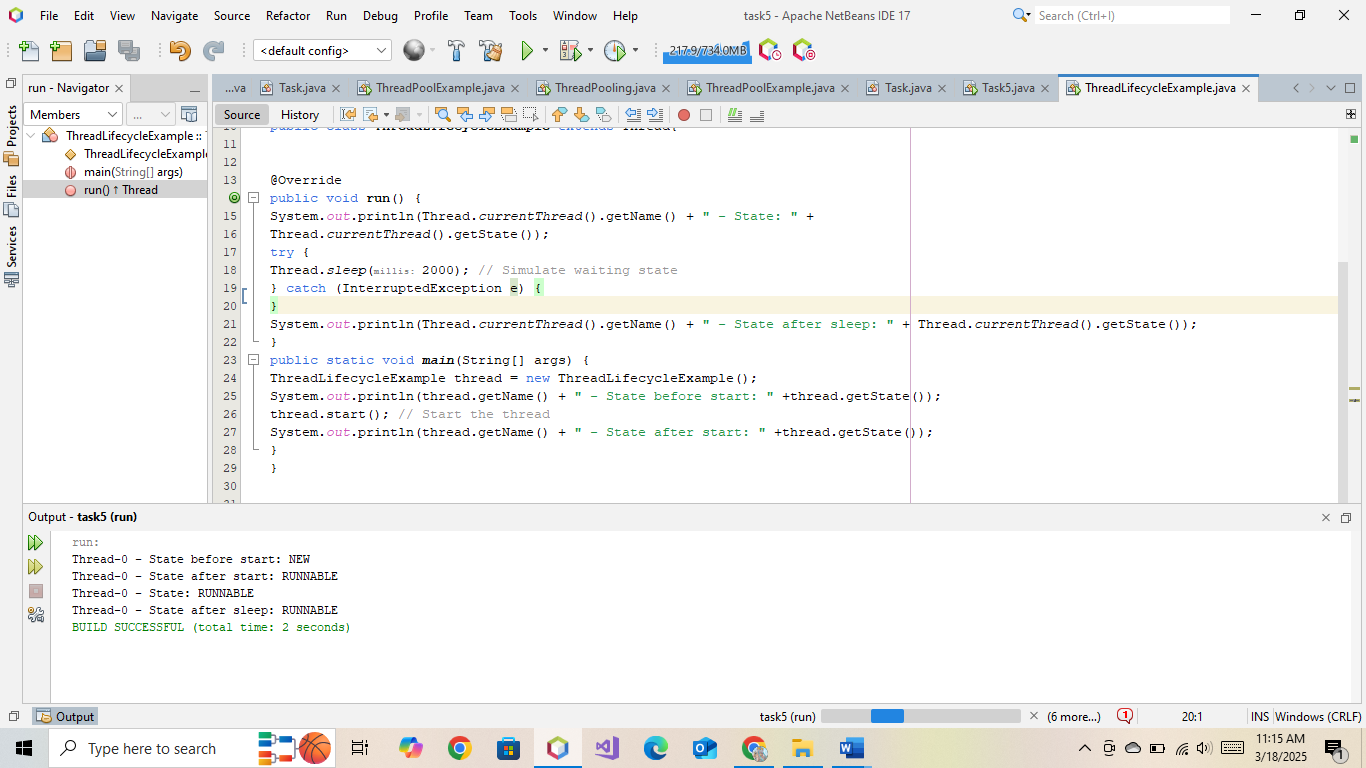 File Edit View Navigate Source Refactor Run Debug Profile Team Tools Window Help
task5 - Apache NetBeans IDE 17
Search (Ctrl+I)
<default config>
217.9/734.0MB
run - Navigator
...va Task.java ThreadPoolExample.java ThreadPooling.java ThreadPoolExample.java Task.java Task5.java ThreadLifecycleExample.java
Members
...
Source History
Projects
Files
Services
ThreadLifecycleExample ::
ThreadLifecycleExample
main(String[] args)
run() ↑ Thread
10 public class ThreadLifecycleExample extends Thread{
11
12
13 @Override
public void run() {
15 System.out.println(Thread.currentThread().getName() + " - State: " +
16 Thread.currentThread().getState());
17 try {
18 Thread.sleep(millis: 2000); // Simulate waiting state
19 } catch (InterruptedException e) {
20 }
21 System.out.println(Thread.currentThread().getName() + " - State after sleep: " + Thread.currentThread().getState());
22 }
23 public static void main(String[] args) {
24 ThreadLifecycleExample thread = new ThreadLifecycleExample();
25 System.out.println(thread.getName() + " - State before start: " +thread.getState());
26 thread.start(); // Start the thread
27 System.out.println(thread.getName() + " - State after start: " +thread.getState());
28 }
29 }
30
Output - task5 (run)
run:
Thread-0 - State before start: NEW
Thread-0 - State after start: RUNNABLE
Thread-0 - State: RUNNABLE
Thread-0 - State after sleep: RUNNABLE
BUILD SUCCESSFUL (total time: 2 seconds)
Output
task5 (run)
(6 more...)
1
20:1
INS
Windows (CRLF)
Type here to search
11:15 AM
3/18/2025
1